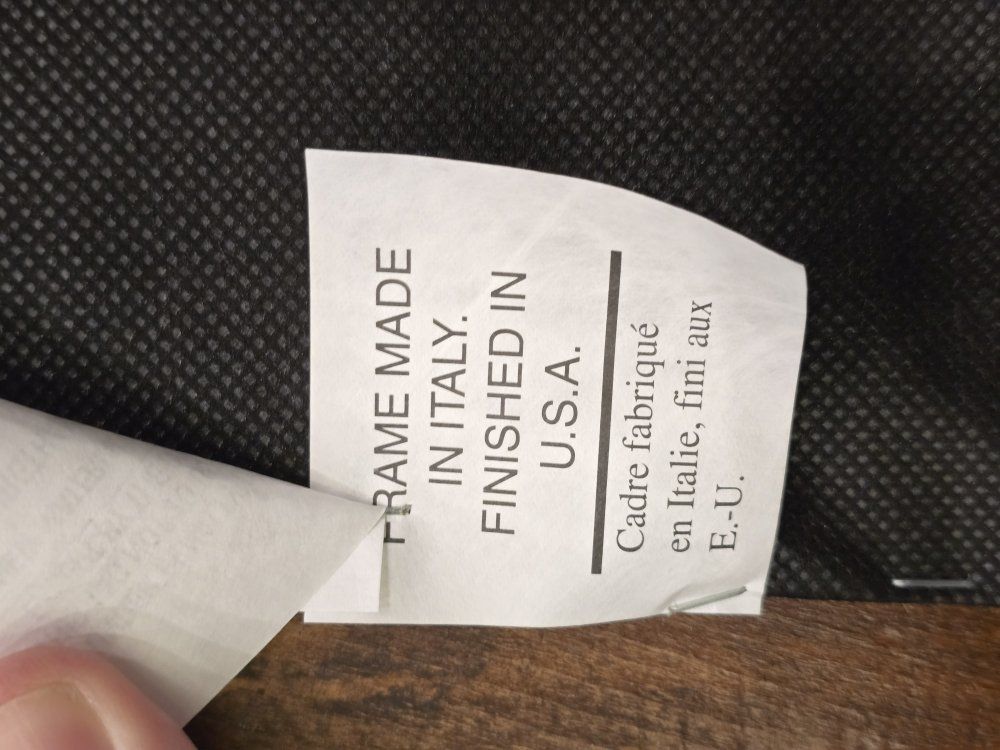 FRAME MADE
IN ITALY.
FINISHED IN
U.S.A.
Cadre fabriqué
en Italie, fini aux
E.-U.